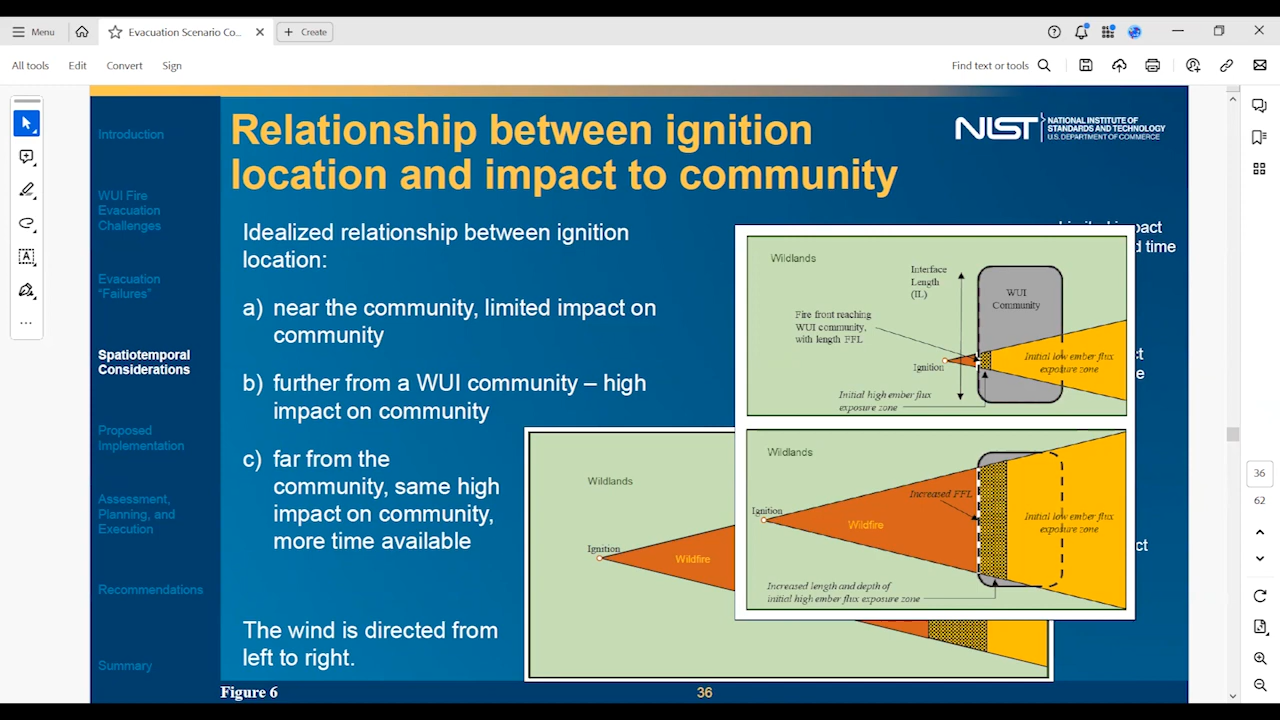 Menu
Evacuation Scenario Co...
Create
All tools
Edit
Convert
Sign
Find text or tools
Relationship between ignition
location and impact to community
NIST
NATIONAL INSTITUTE OF
STANDARDS AND TECHNOLOGY
U.S. DEPARTMENT OF COMMERCE
Introduction
WUI Fire
Evacuation
Challenges
Evacuation
“Failures”
Spatiotemporal
Considerations
Proposed
Implementation
Assessment,
Planning, and
Execution
Recommendations
Summary
Idealized relationship between ignition
location:
a) near the community, limited impact on
community
b) further from a WUI community – high
impact on community
c) far from the
community, same high
impact on community,
more time available
The wind is directed from
left to right.
Figure 6
36
Wildlands
Interface
Length
(IL)
WUI
Community
Fire front reaching
WUI community,
with length FFL
Ignition
Initial low ember flux
exposure zone
Initial high ember flux
exposure zone
Wildlands
Increased FFL
Ignition
Wildfire
Initial low ember flux
exposure zone
Increased length and depth of
initial high ember flux exposure zone
Wildlands
Ignition
Wildfire
time
36
62